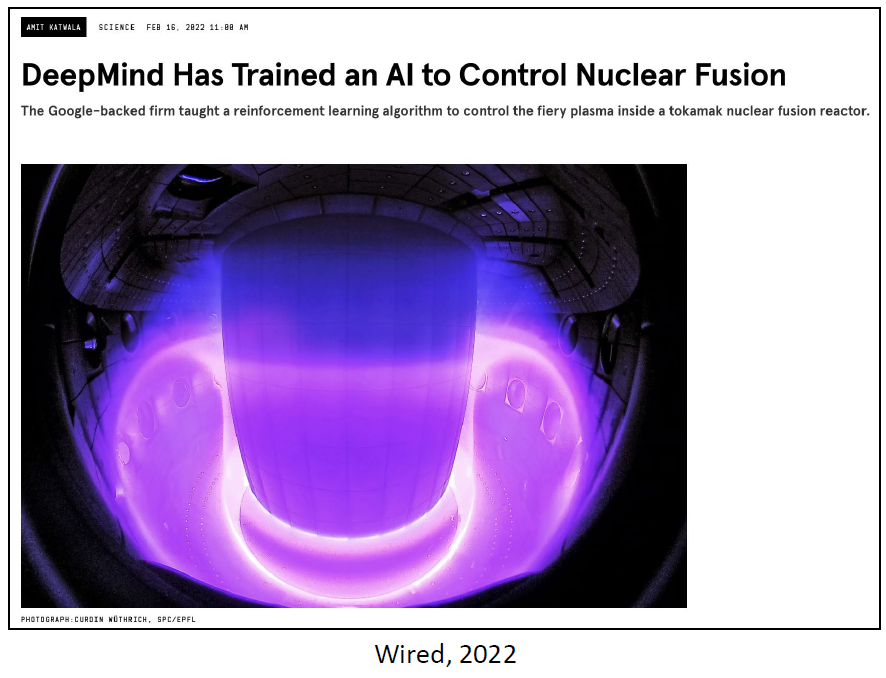 AMIT KATWALA SCIENCE FEB 16, 2022 11:00 AM
DeepMind Has Trained an AI to Control Nuclear Fusion
The Google-backed firm taught a reinforcement learning algorithm to control the fiery plasma inside a tokamak nuclear fusion reactor.
PHOTOGRAPH:CURDIN WÜTHRICH, SPC/EPFL
Wired, 2022